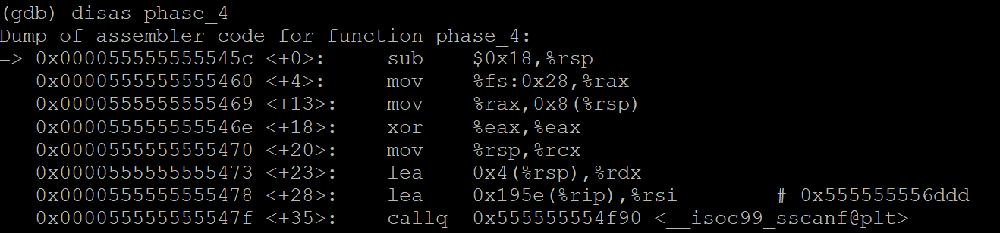 (gdb) disas phase_4
Dump of assembler code for function phase_4:
=> 0x000055555555545c <+0>: sub $0x18,%rsp
0x0000555555555460 <+4>: mov %fs:0x28,%rax
0x0000555555555469 <+13>: mov %rax,0x8(%rsp)
0x000055555555546e <+18>: xor %eax,%eax
0x0000555555555470 <+20>: mov %rsp,%rcx
0x0000555555555473 <+23>: lea 0x4(%rsp),%rdx
0x0000555555555478 <+28>: lea 0x195e(%rip),%rsi # 0x555555556ddd
0x000055555555547f <+35>: callq 0x555555554f90 <__isoc99_sscanf@plt>